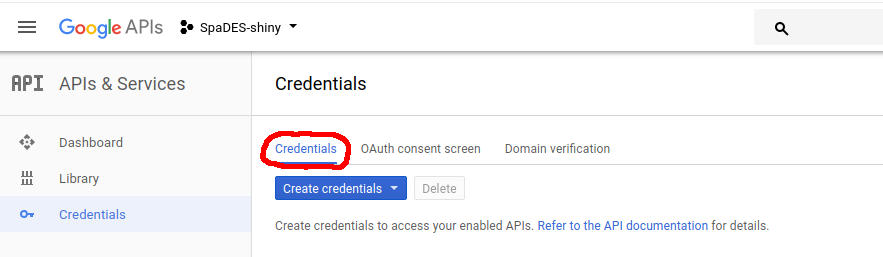 Google APIs SpaDES-shiny
API APIs & Services Credentials
Dashboard
Library
Credentials
Credentials OAuth consent screen Domain verification
Create credentials Delete
Create credentials to access your enabled APIs. Refer to the API documentation for details.